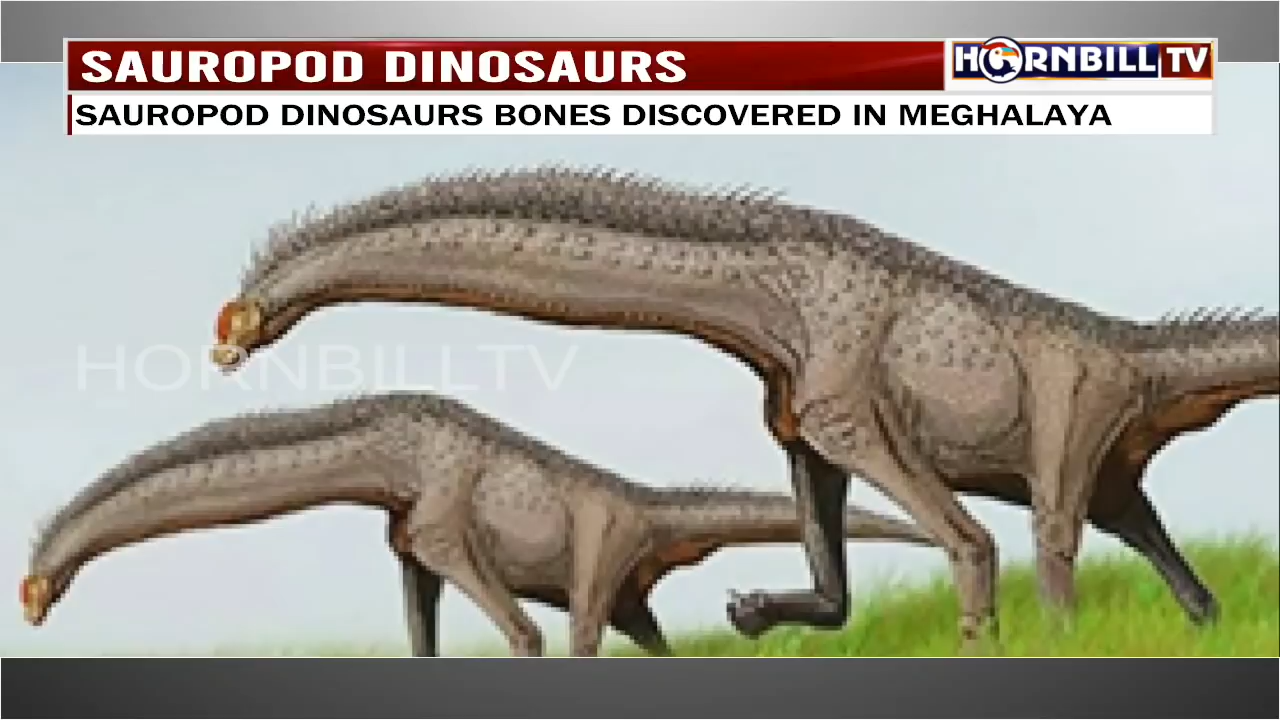 SAUROPOD DINOSAURS
HORNBILL TV
SAUROPOD DINOSAURS BONES DISCOVERED IN MEGHALAYA
HORNBILLTV